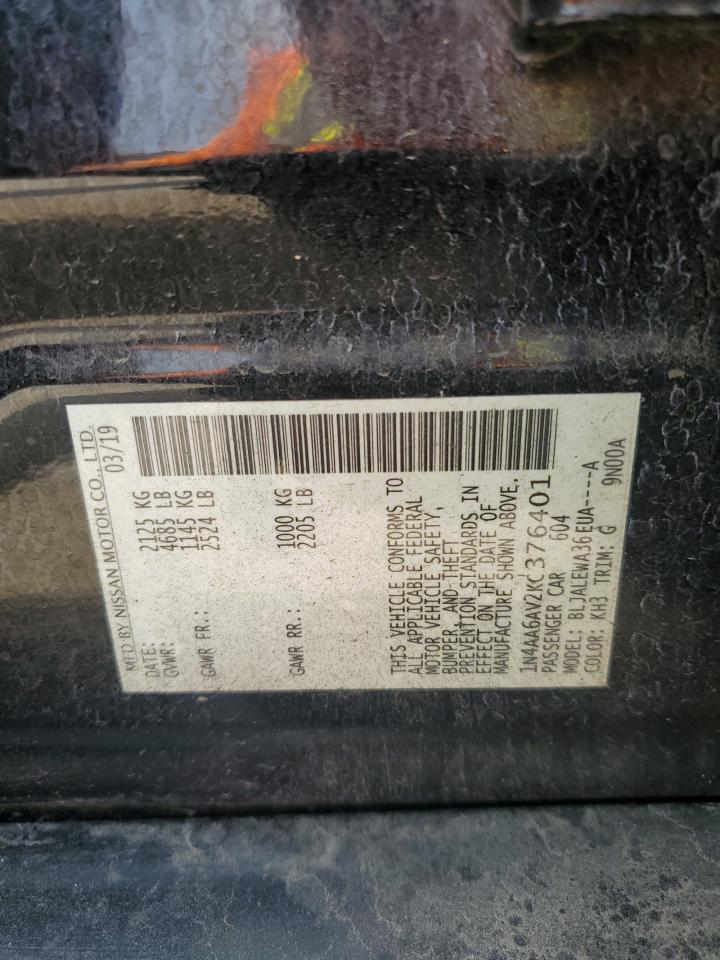 MFD BY NISSAN MOTOR CO., LTD.
DATE: 03/19
GVWR: 2125 KG
4685 LB
GAWR FR.: 1145 KG
2524 LB
GAWR RR.: 1000 KG
2205 LB
THIS VEHICLE CONFORMS TO
ALL APPLICABLE FEDERAL
MOTOR VEHICLE SAFETY,
BUMPER, AND THEFT
PREVENTION STANDARDS IN
EFFECT ON THE DATE OF
MANUFACTURE SHOWN ABOVE.
1N4AA6AV2KC376401
PASSENGER CAR 604
MODEL: BLJALEWA36EUA----A
COLOR: KH3 TRIM: G 9N00A